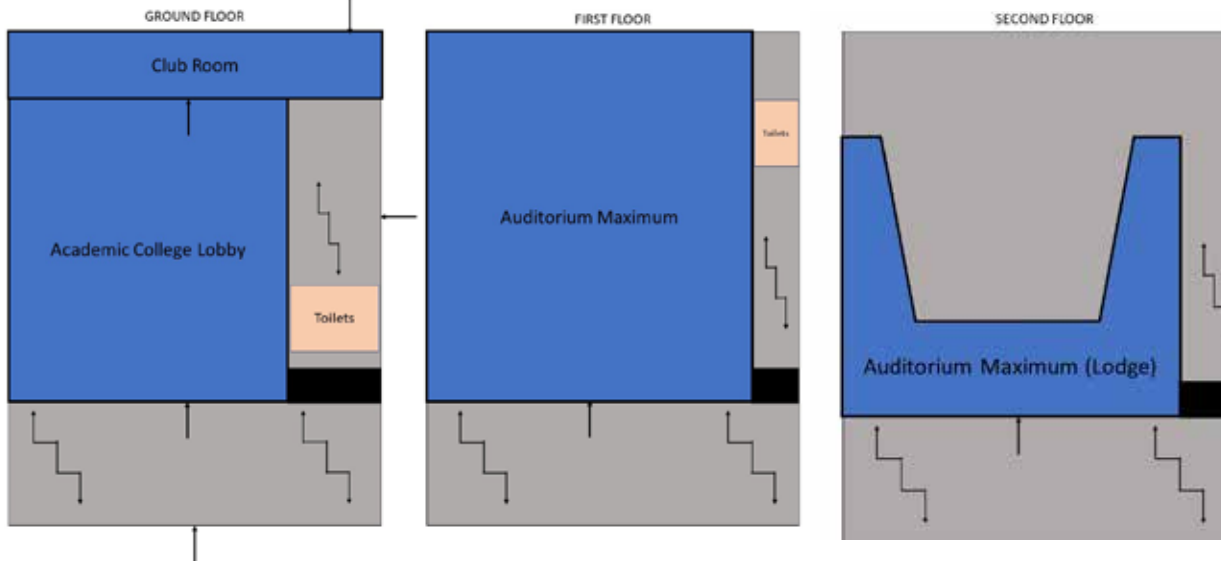 GROUND FLOOR
Club Room
Academic College Lobby
Toilets
FIRST FLOOR
Auditorium Maximum
Toilets
SECOND FLOOR
Auditorium Maximum (Lodge)